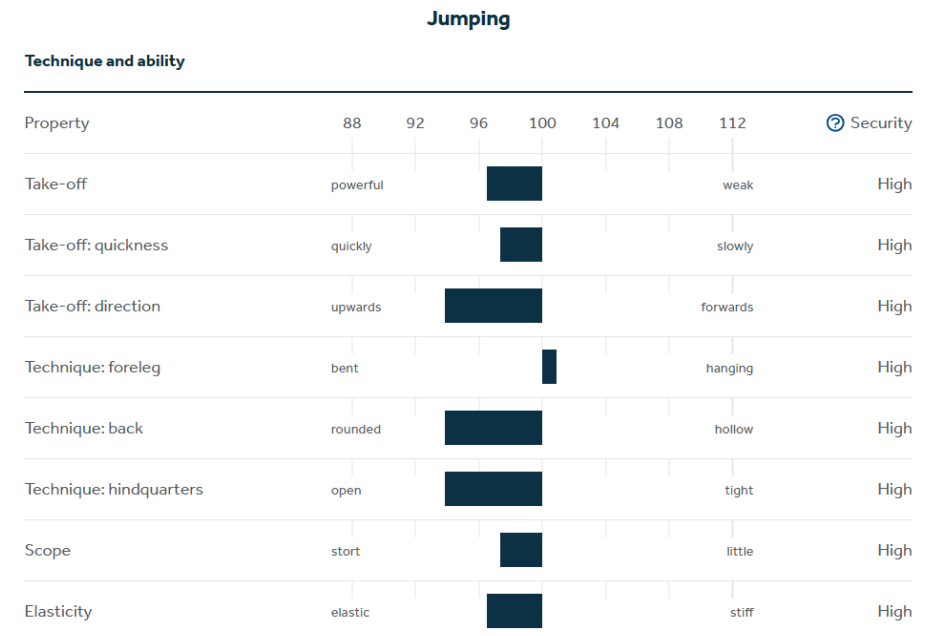 Jumping
Technique and ability
Property 88 92 96 100 104 108 112 ? Security
Take-off powerful weak High
Take-off: quickness quickly slowly High
Take-off: direction upwards forwards High
Technique: foreleg bent hanging High
Technique: back rounded hollow High
Technique: hindquarters open tight High
Scope stort little High
Elasticity elastic stiff High